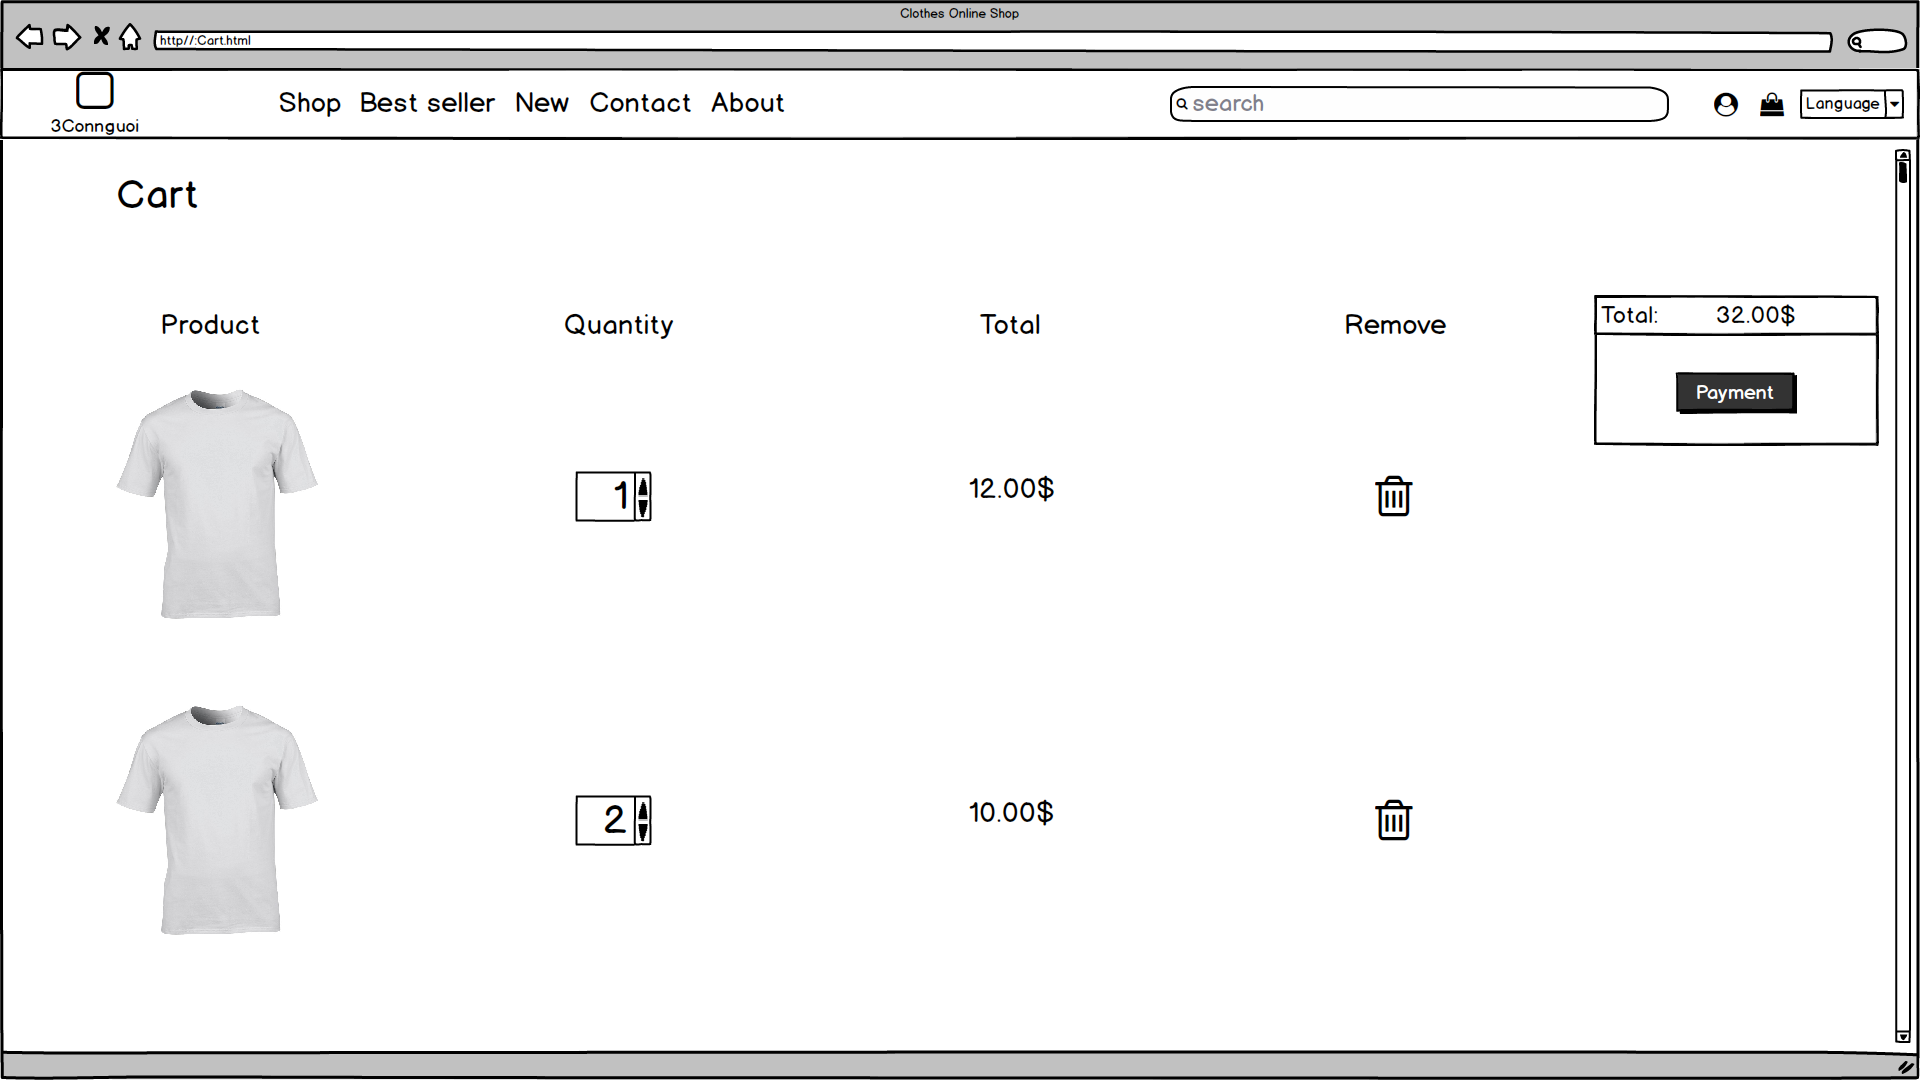 Clothes Online Shop
http//:Cart.html
3Connguoi
Shop Best seller New Contact About
search
Language
Cart
Product Quantity Total Remove
Total: 32.00$
Payment
1 12.00$
2 10.00$